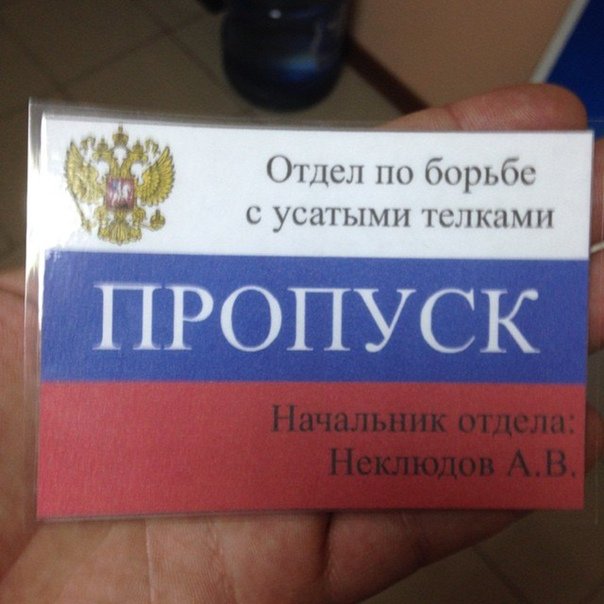 Отдел по борьбе
с усатыми телками
ПРОПУСК
Начальник отдела:
Неклюдов А.В.